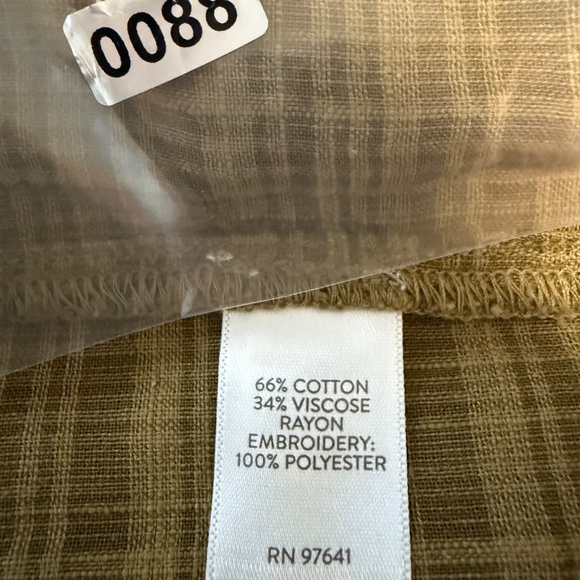 0088
66% COTTON
34% VISCOSE
RAYON
EMBROIDERY:
100% POLYESTER
RN 97641